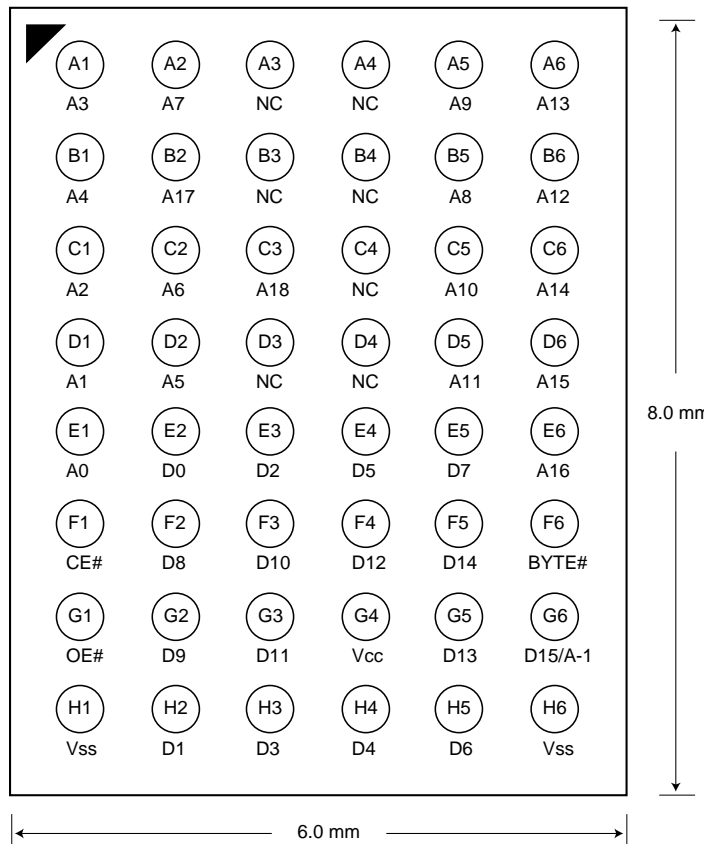 A1 A2 A3 A4 A5 A6
A3 A7 NC NC A9 A13
B1 B2 B3 B4 B5 B6
A4 A17 NC NC A8 A12
C1 C2 C3 C4 C5 C6
A2 A6 A18 NC A10 A14
D1 D2 D3 D4 D5 D6
A1 A5 NC NC A11 A15
8.0 mm
E1 E2 E3 E4 E5 E6
A0 D0 D2 D5 D7 A16
F1 F2 F3 F4 F5 F6
CE# D8 D10 D12 D14 BYTE#
G1 G2 G3 G4 G5 G6
OE# D9 D11 Vcc D13 D15/A-1
H1 H2 H3 H4 H5 H6
Vss D1 D3 D4 D6 Vss
6.0 mm